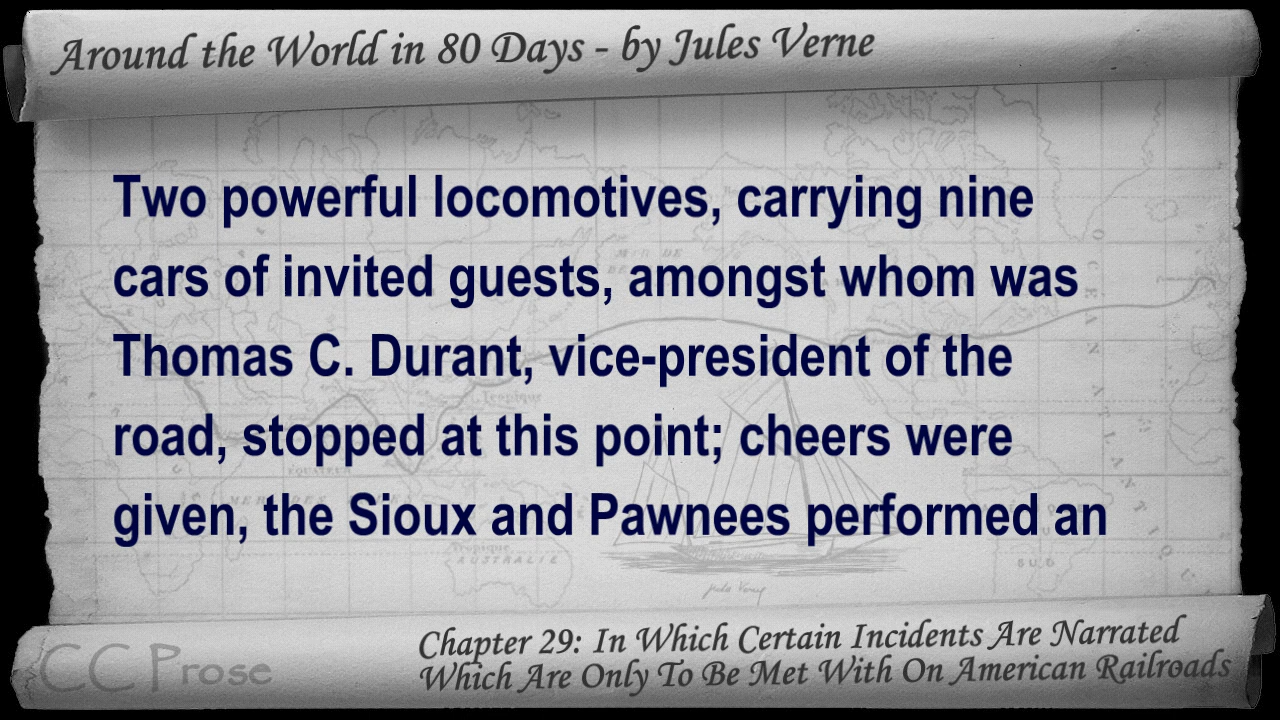 Around the World in 80 Days - by Jules Verne
Two powerful locomotives, carrying nine
cars of invited guests, amongst whom was
Thomas C. Durant, vice-president of the
road, stopped at this point; cheers were
given, the Sioux and Pawnees performed an
Chapter 29: In Which Certain Incidents Are Narrated
Which Are Only To Be Met With On American Railroads
CC Prose